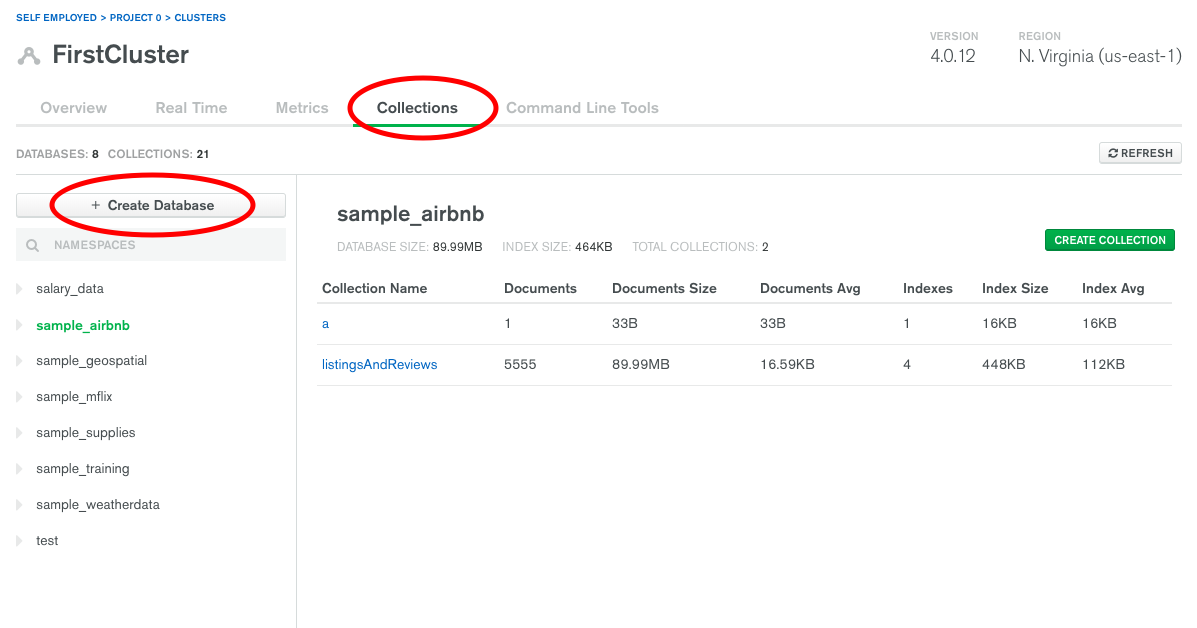 SELF EMPLOYED > PROJECT 0 > CLUSTERS
FirstCluster
VERSION
4.0.12
REGION
N. Virginia (us-east-1)
Overview Real Time Metrics Collections Command Line Tools
DATABASES: 8 COLLECTIONS: 21
REFRESH
+ Create Database
NAMESPACES
salary_data
sample_airbnb
sample_geospatial
sample_mflix
sample_supplies
sample_training
sample_weatherdata
test
sample_airbnb
DATABASE SIZE: 89.99MB INDEX SIZE: 464KB TOTAL COLLECTIONS: 2
CREATE COLLECTION
Collection Name Documents Documents Size Documents Avg Indexes Index Size Index Avg
a 1 33B 33B 1 16KB 16KB
listingsAndReviews 5555 89.99MB 16.59KB 4 448KB 112KB